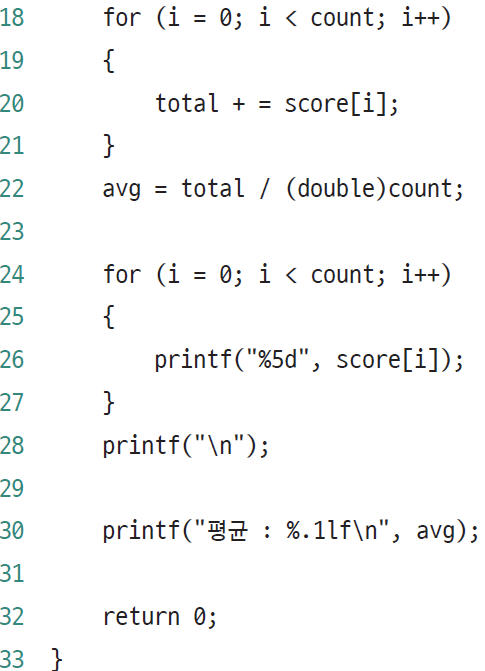 18 for (i = 0; i < count; i++)
19 {
20 total + = score[i];
21 }
22 avg = total / (double)count;
23
24 for (i = 0; i < count; i++)
25 {
26 printf("%5d", score[i]);
27 }
28 printf("\n");
29
30 printf("평균 : %.1lf\n", avg);
31
32 return 0;
33 }